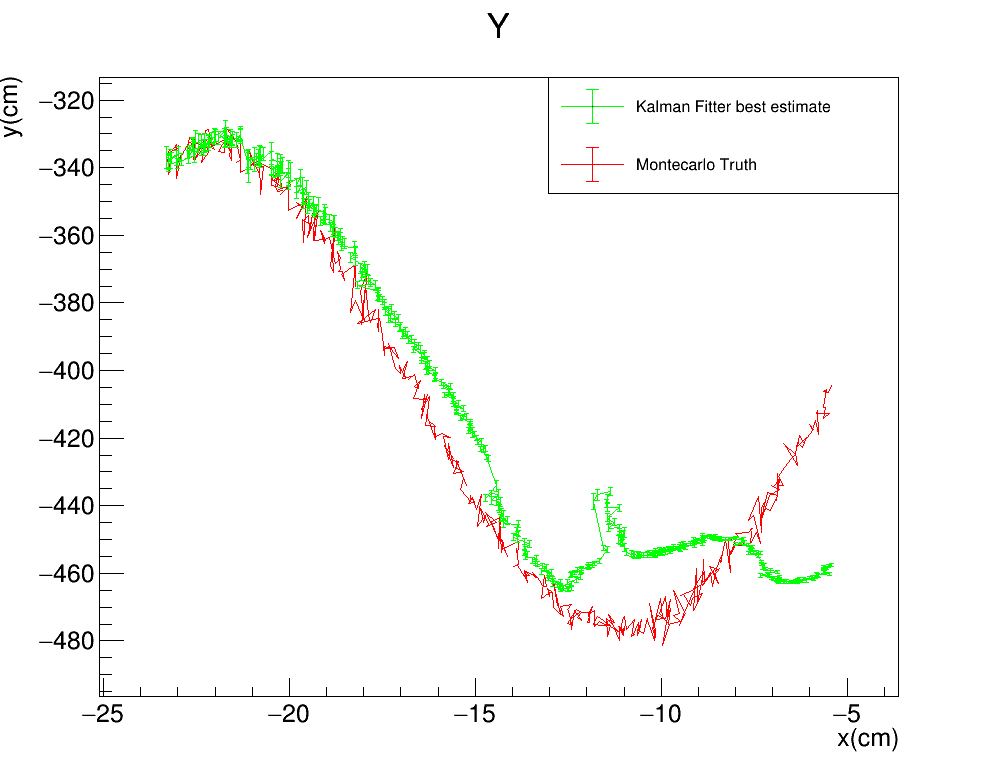 Y
y(cm)
Kalman Fitter best estimate
Montecarlo Truth
−320
−340
−360
−380
−400
−420
−440
−460
−480
−25 −20 −15 −10 −5
x(cm)